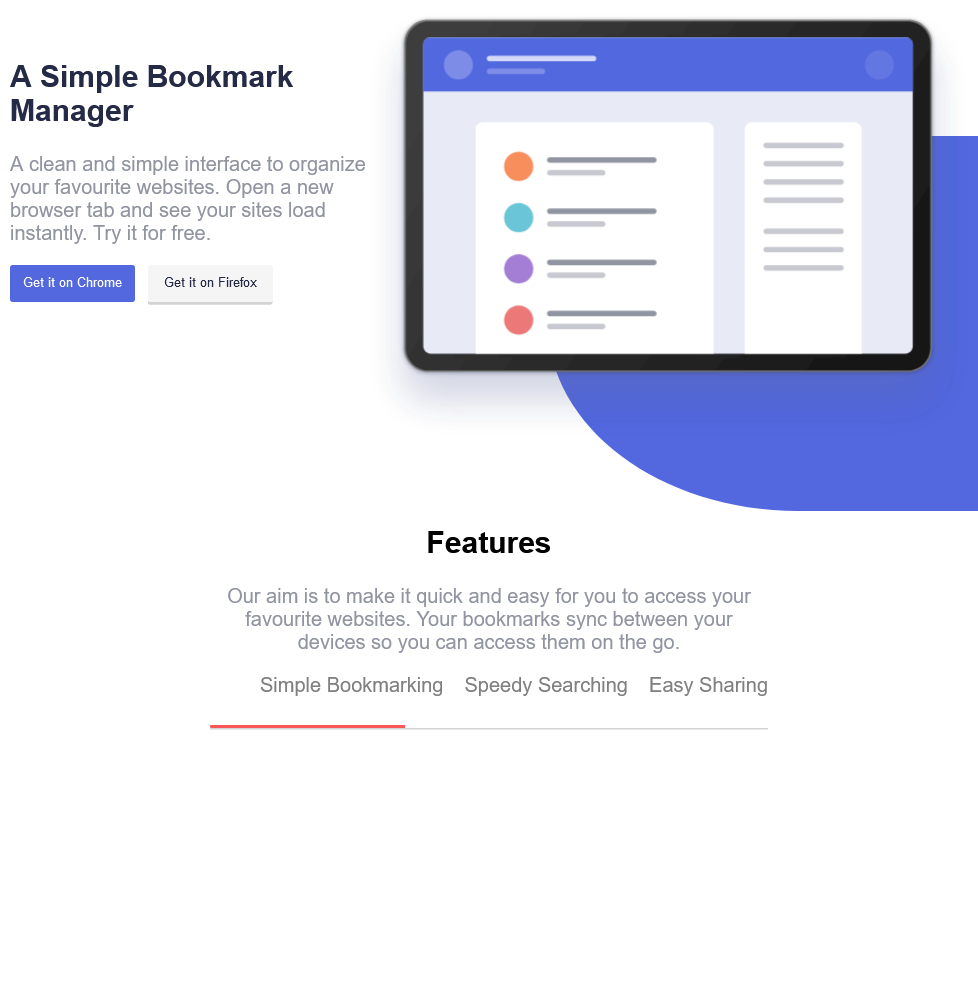 A Simple Bookmark
Manager
A clean and simple interface to organize
your favourite websites. Open a new
browser tab and see your sites load
instantly. Try it for free.
Get it on Chrome
Get it on Firefox
Features
Our aim is to make it quick and easy for you to access your
favourite websites. Your bookmarks sync between your
devices so you can access them on the go.
Simple Bookmarking Speedy Searching Easy Sharing